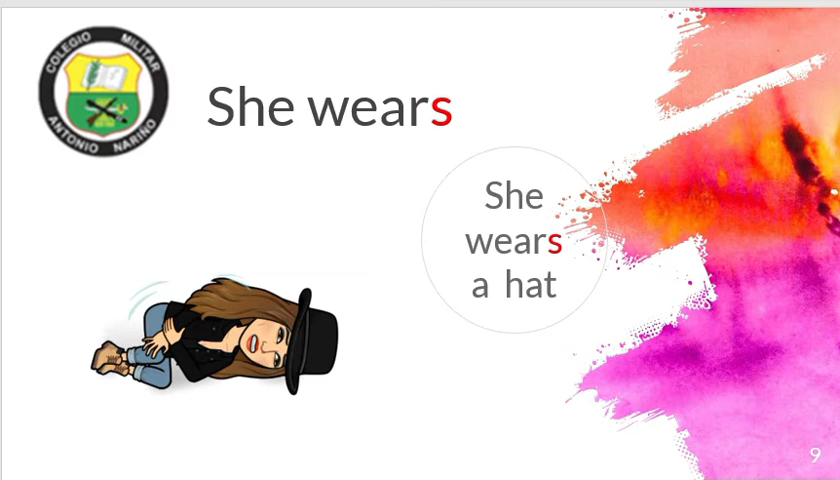 COLEGIO MILITAR
ANTONIO NARIÑO
She wears
She
wears
a hat
9